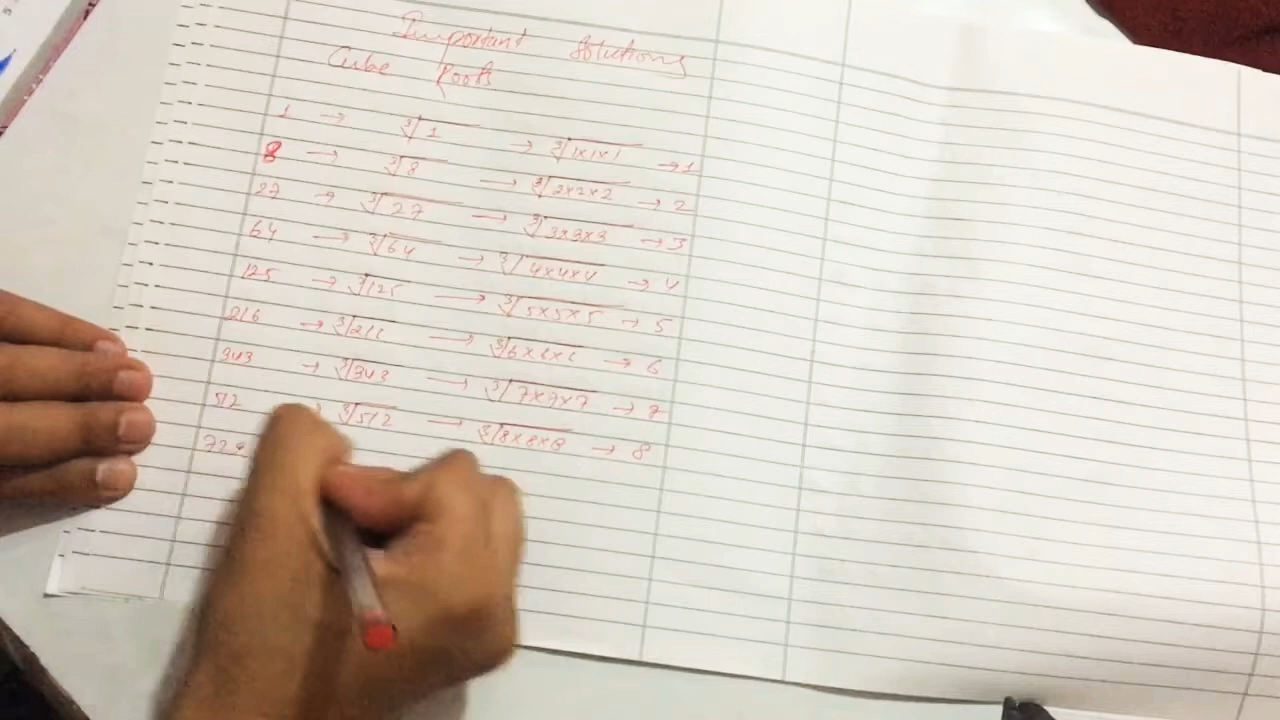 Important Solutions
Cube Roots
1 → ∛1 → ∛1×1×1 → 1
8 → ∛8 → ∛2×2×2 → 2
27 → ∛27 → ∛3×3×3 → 3
64 → ∛64 → ∛4×4×4 → 4
125 → ∛125 → ∛5×5×5 → 5
216 → ∛216 → ∛6×6×6 → 6
343 → ∛343 → ∛7×7×7 → 7
512 → ∛512 → ∛8×8×8 → 8
729